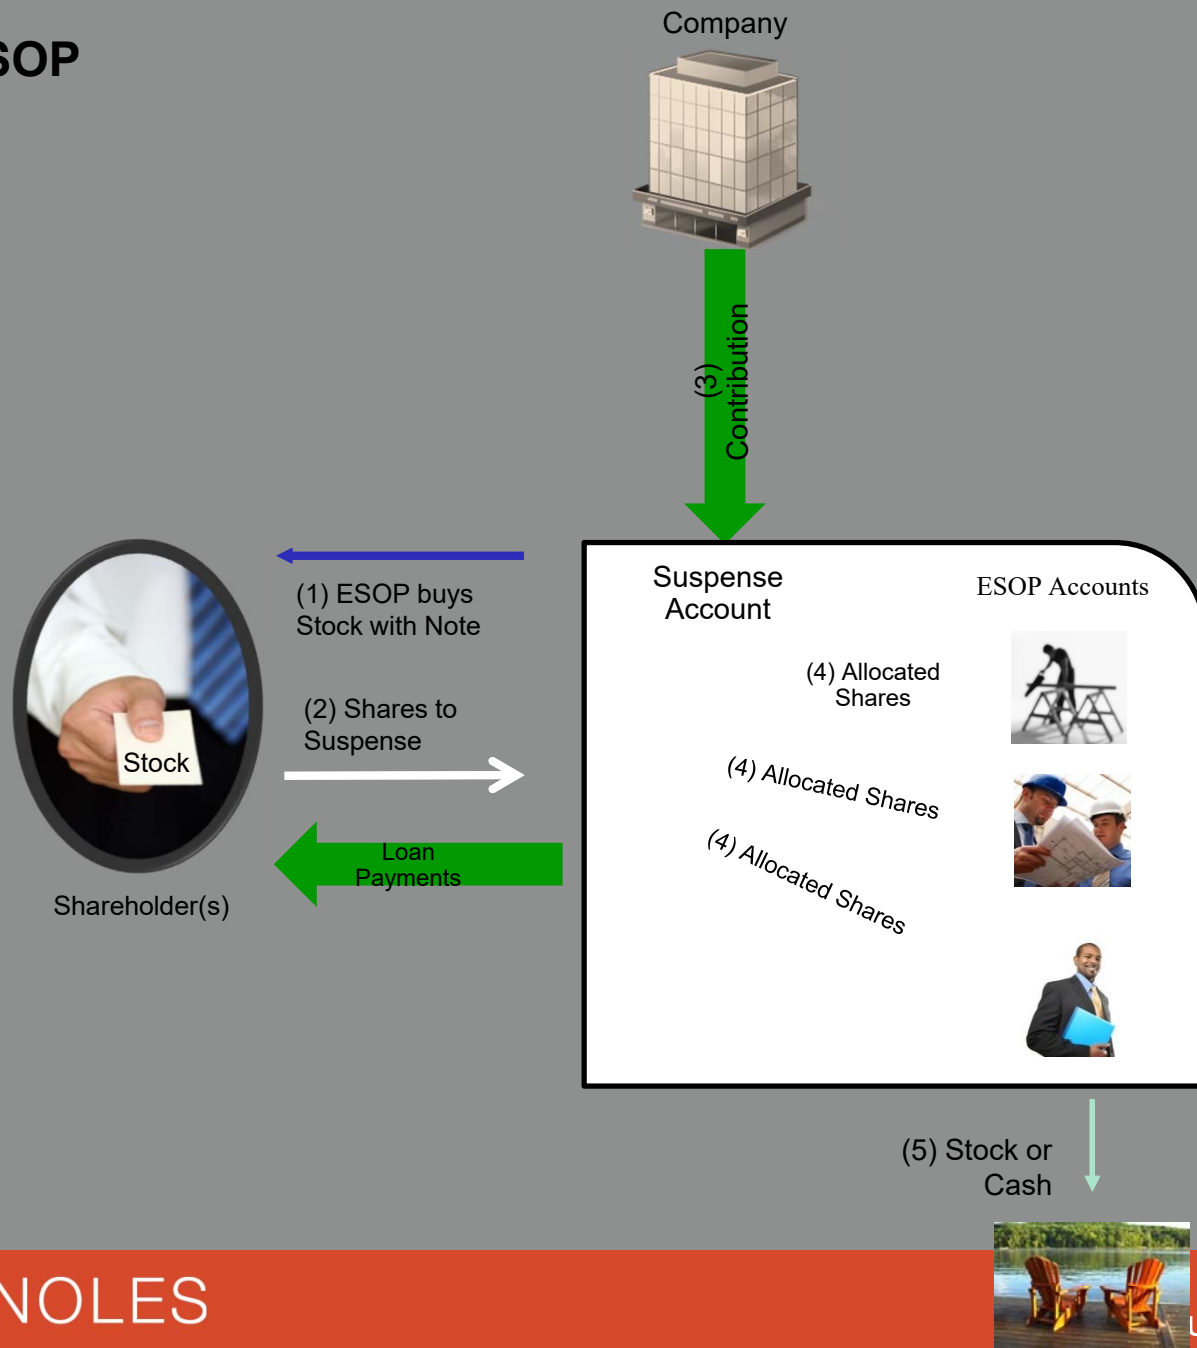 SOP
Company
(3)
Contribution
(1) ESOP buys
Stock with Note
(2) Shares to
Suspense
Stock
Loan
Payments
Shareholder(s)
Suspense
Account
ESOP Accounts
(4) Allocated
Shares
(4) Allocated Shares
(4) Allocated Shares
(5) Stock or
Cash
NOLES